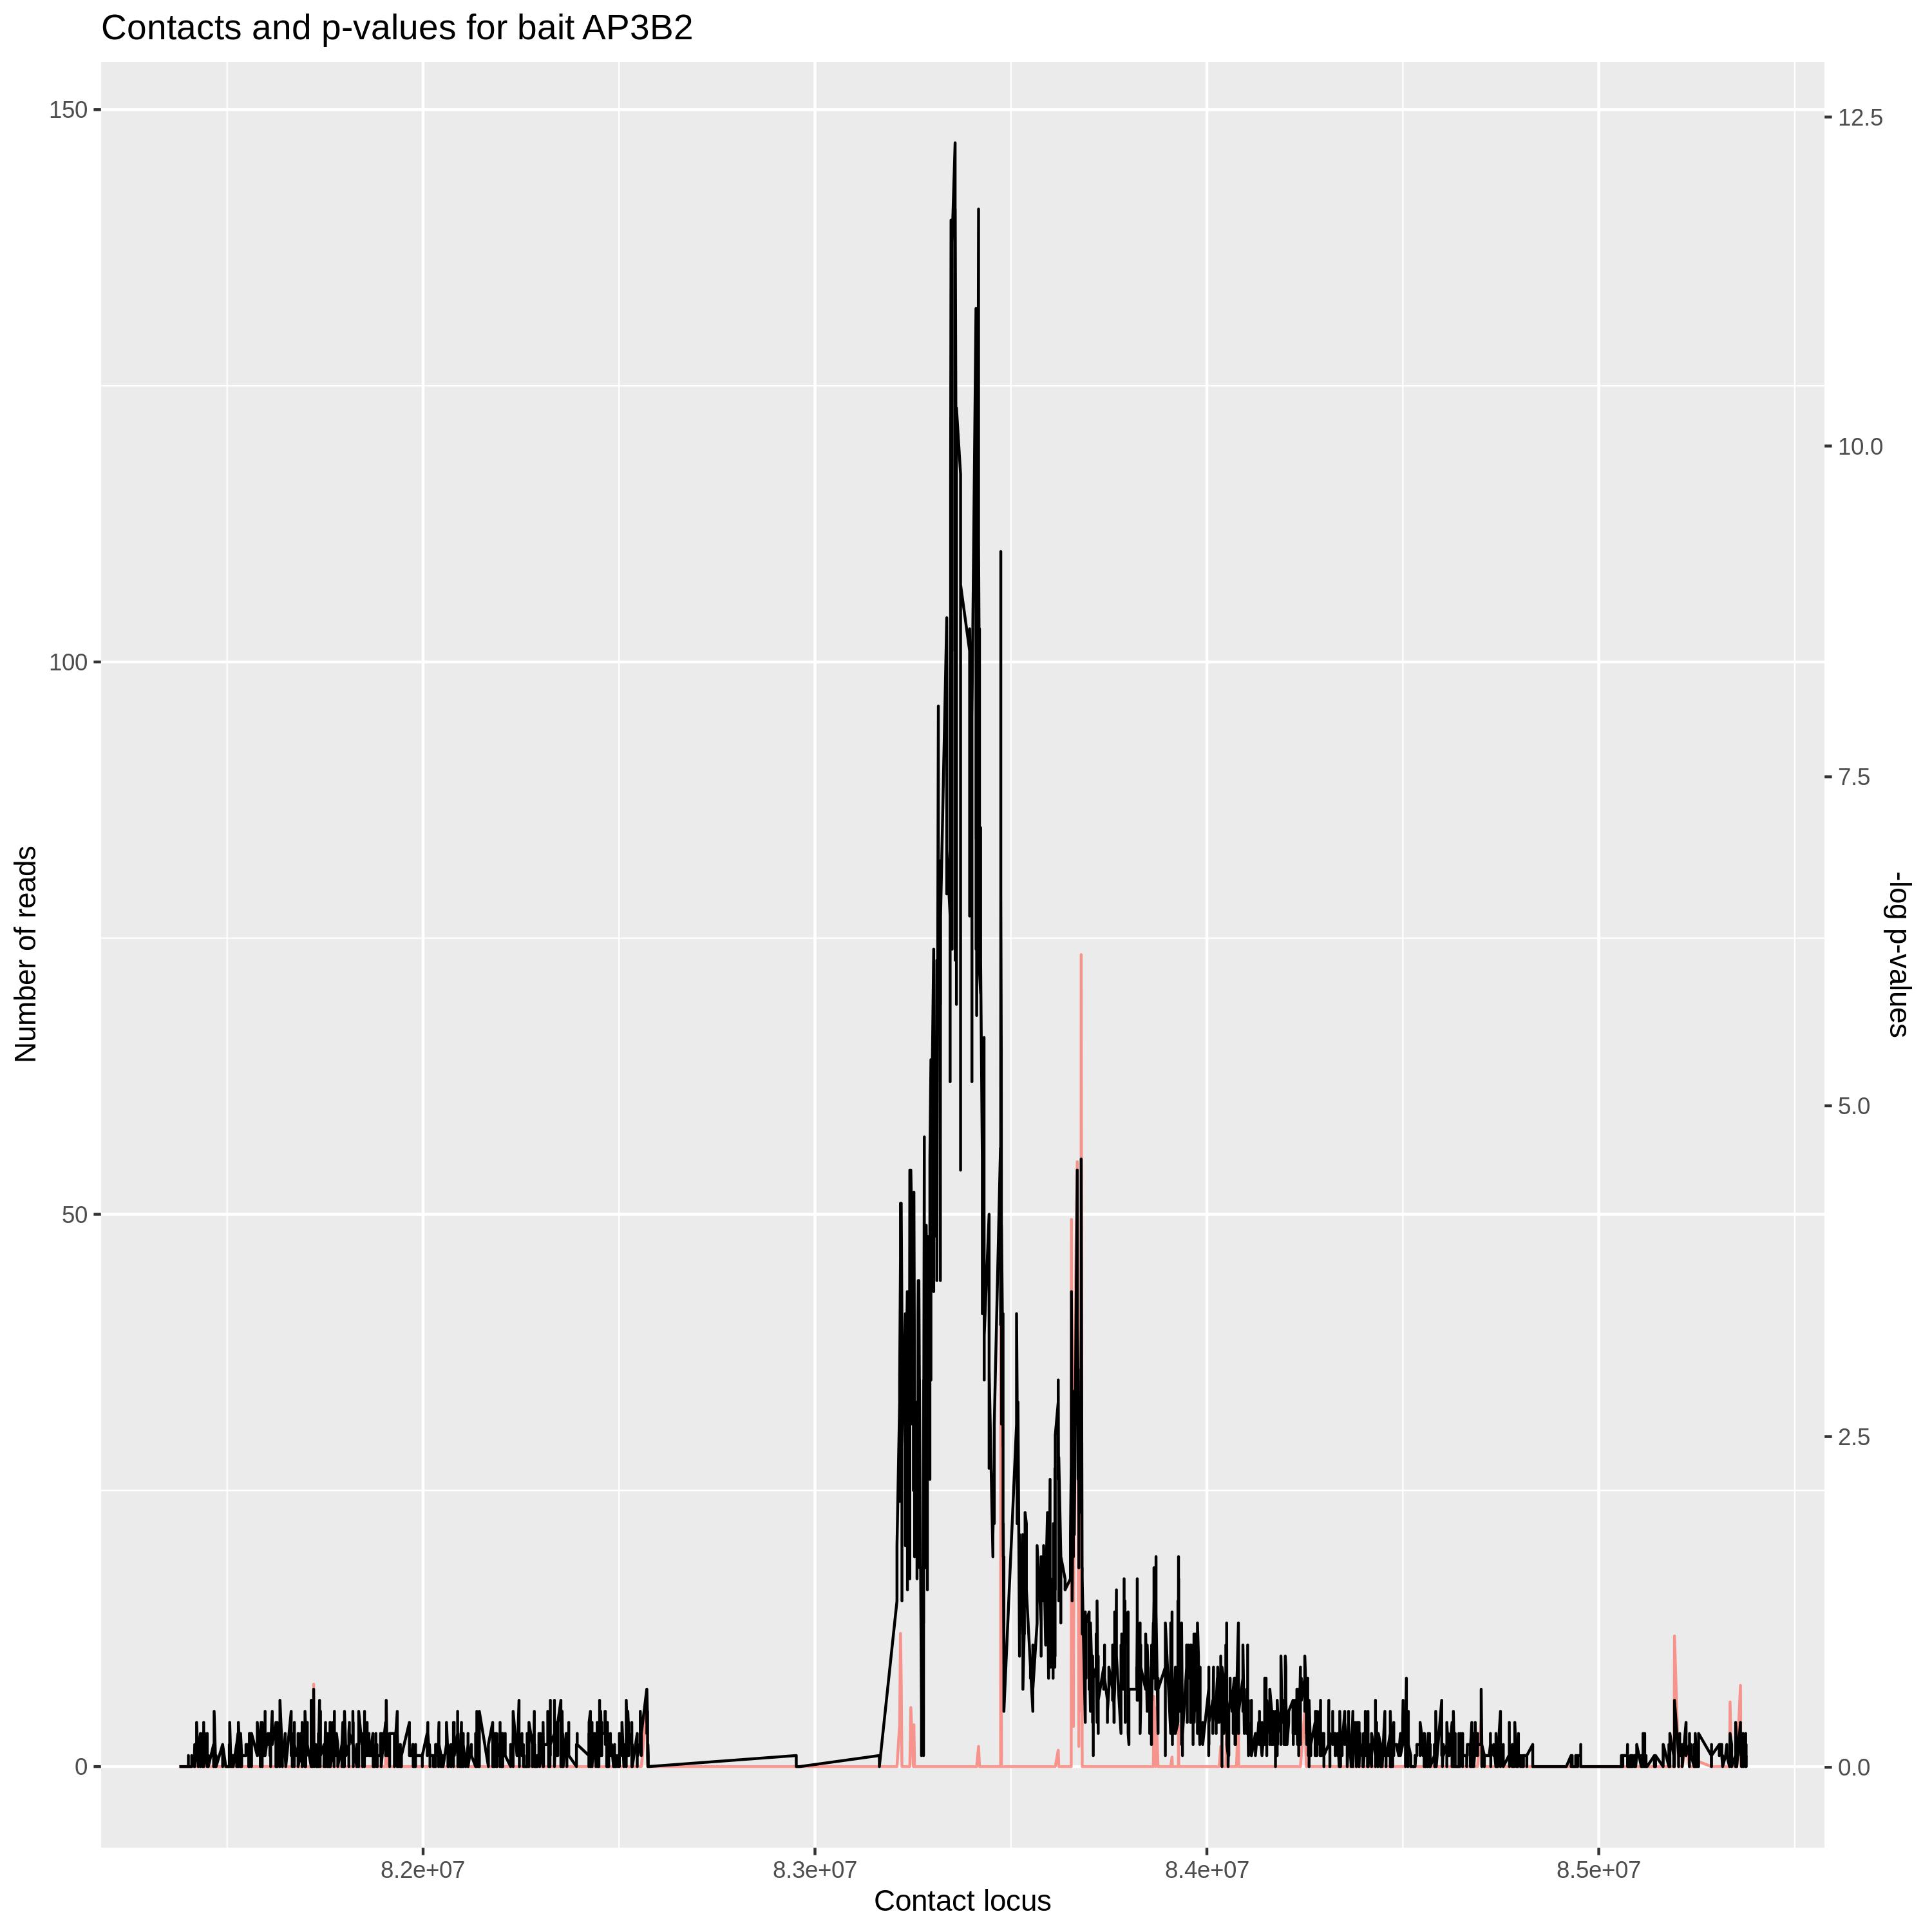 Contacts and p-values for bait AP3B2
150
100
50
0
Number of reads
12.5
10.0
7.5
5.0
2.5
0.0
-log p-values
8.2e+07 8.3e+07 8.4e+07 8.5e+07
Contact locus